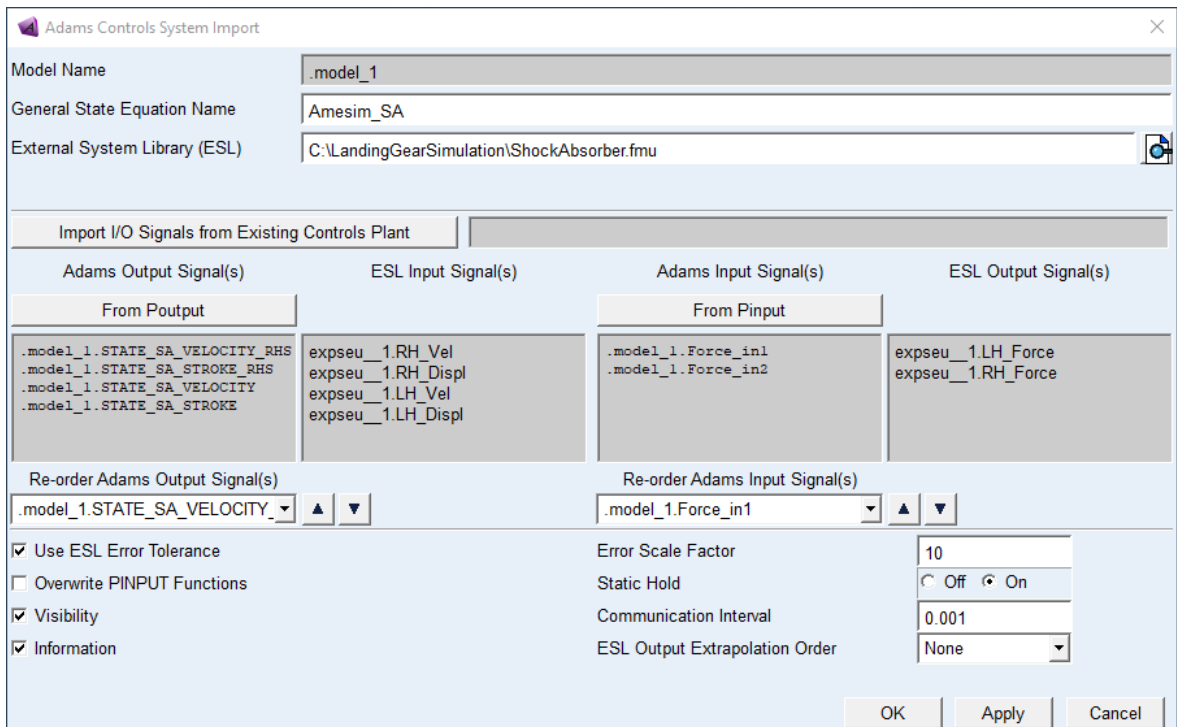 Adams Controls System Import
Model Name
.model_1
General State Equation Name
Amesim_SA
External System Library (ESL)
C:\LandingGearSimulation\ShockAbsorber.fmu
Import I/O Signals from Existing Controls Plant
Adams Output Signal(s)
ESL Input Signal(s)
Adams Input Signal(s)
ESL Output Signal(s)
From Poutput
From Pinput
.model_1.STATE_SA_VELOCITY_RHS
.model_1.STATE_SA_STROKE_RHS
.model_1.STATE_SA_VELOCITY
.model_1.STATE_SA_STROKE
expseu__1.RH_Vel
expseu__1.RH_Displ
expseu__1.LH_Vel
expseu__1.LH_Displ
.model_1.Force_in1
.model_1.Force_in2
expseu__1.LH_Force
expseu__1.RH_Force
Re-order Adams Output Signal(s)
Re-order Adams Input Signal(s)
.model_1.STATE_SA_VELOCITY_
.model_1.Force_in1
Use ESL Error Tolerance
Error Scale Factor
10
Overwrite PINPUT Functions
Static Hold
Off On
Visibility
Communication Interval
0.001
Information
ESL Output Extrapolation Order
None
OK
Apply
Cancel